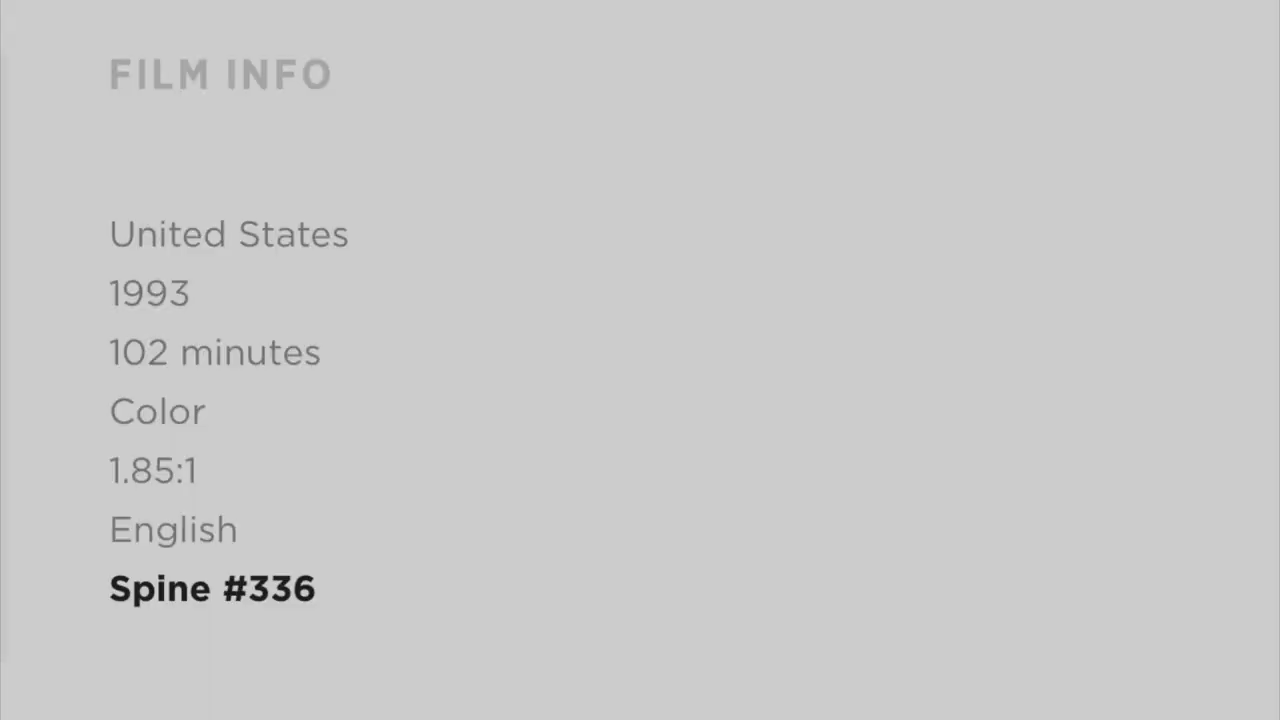 FILM INFO
United States
1993
102 minutes
Color
1.85:1
English
Spine #336